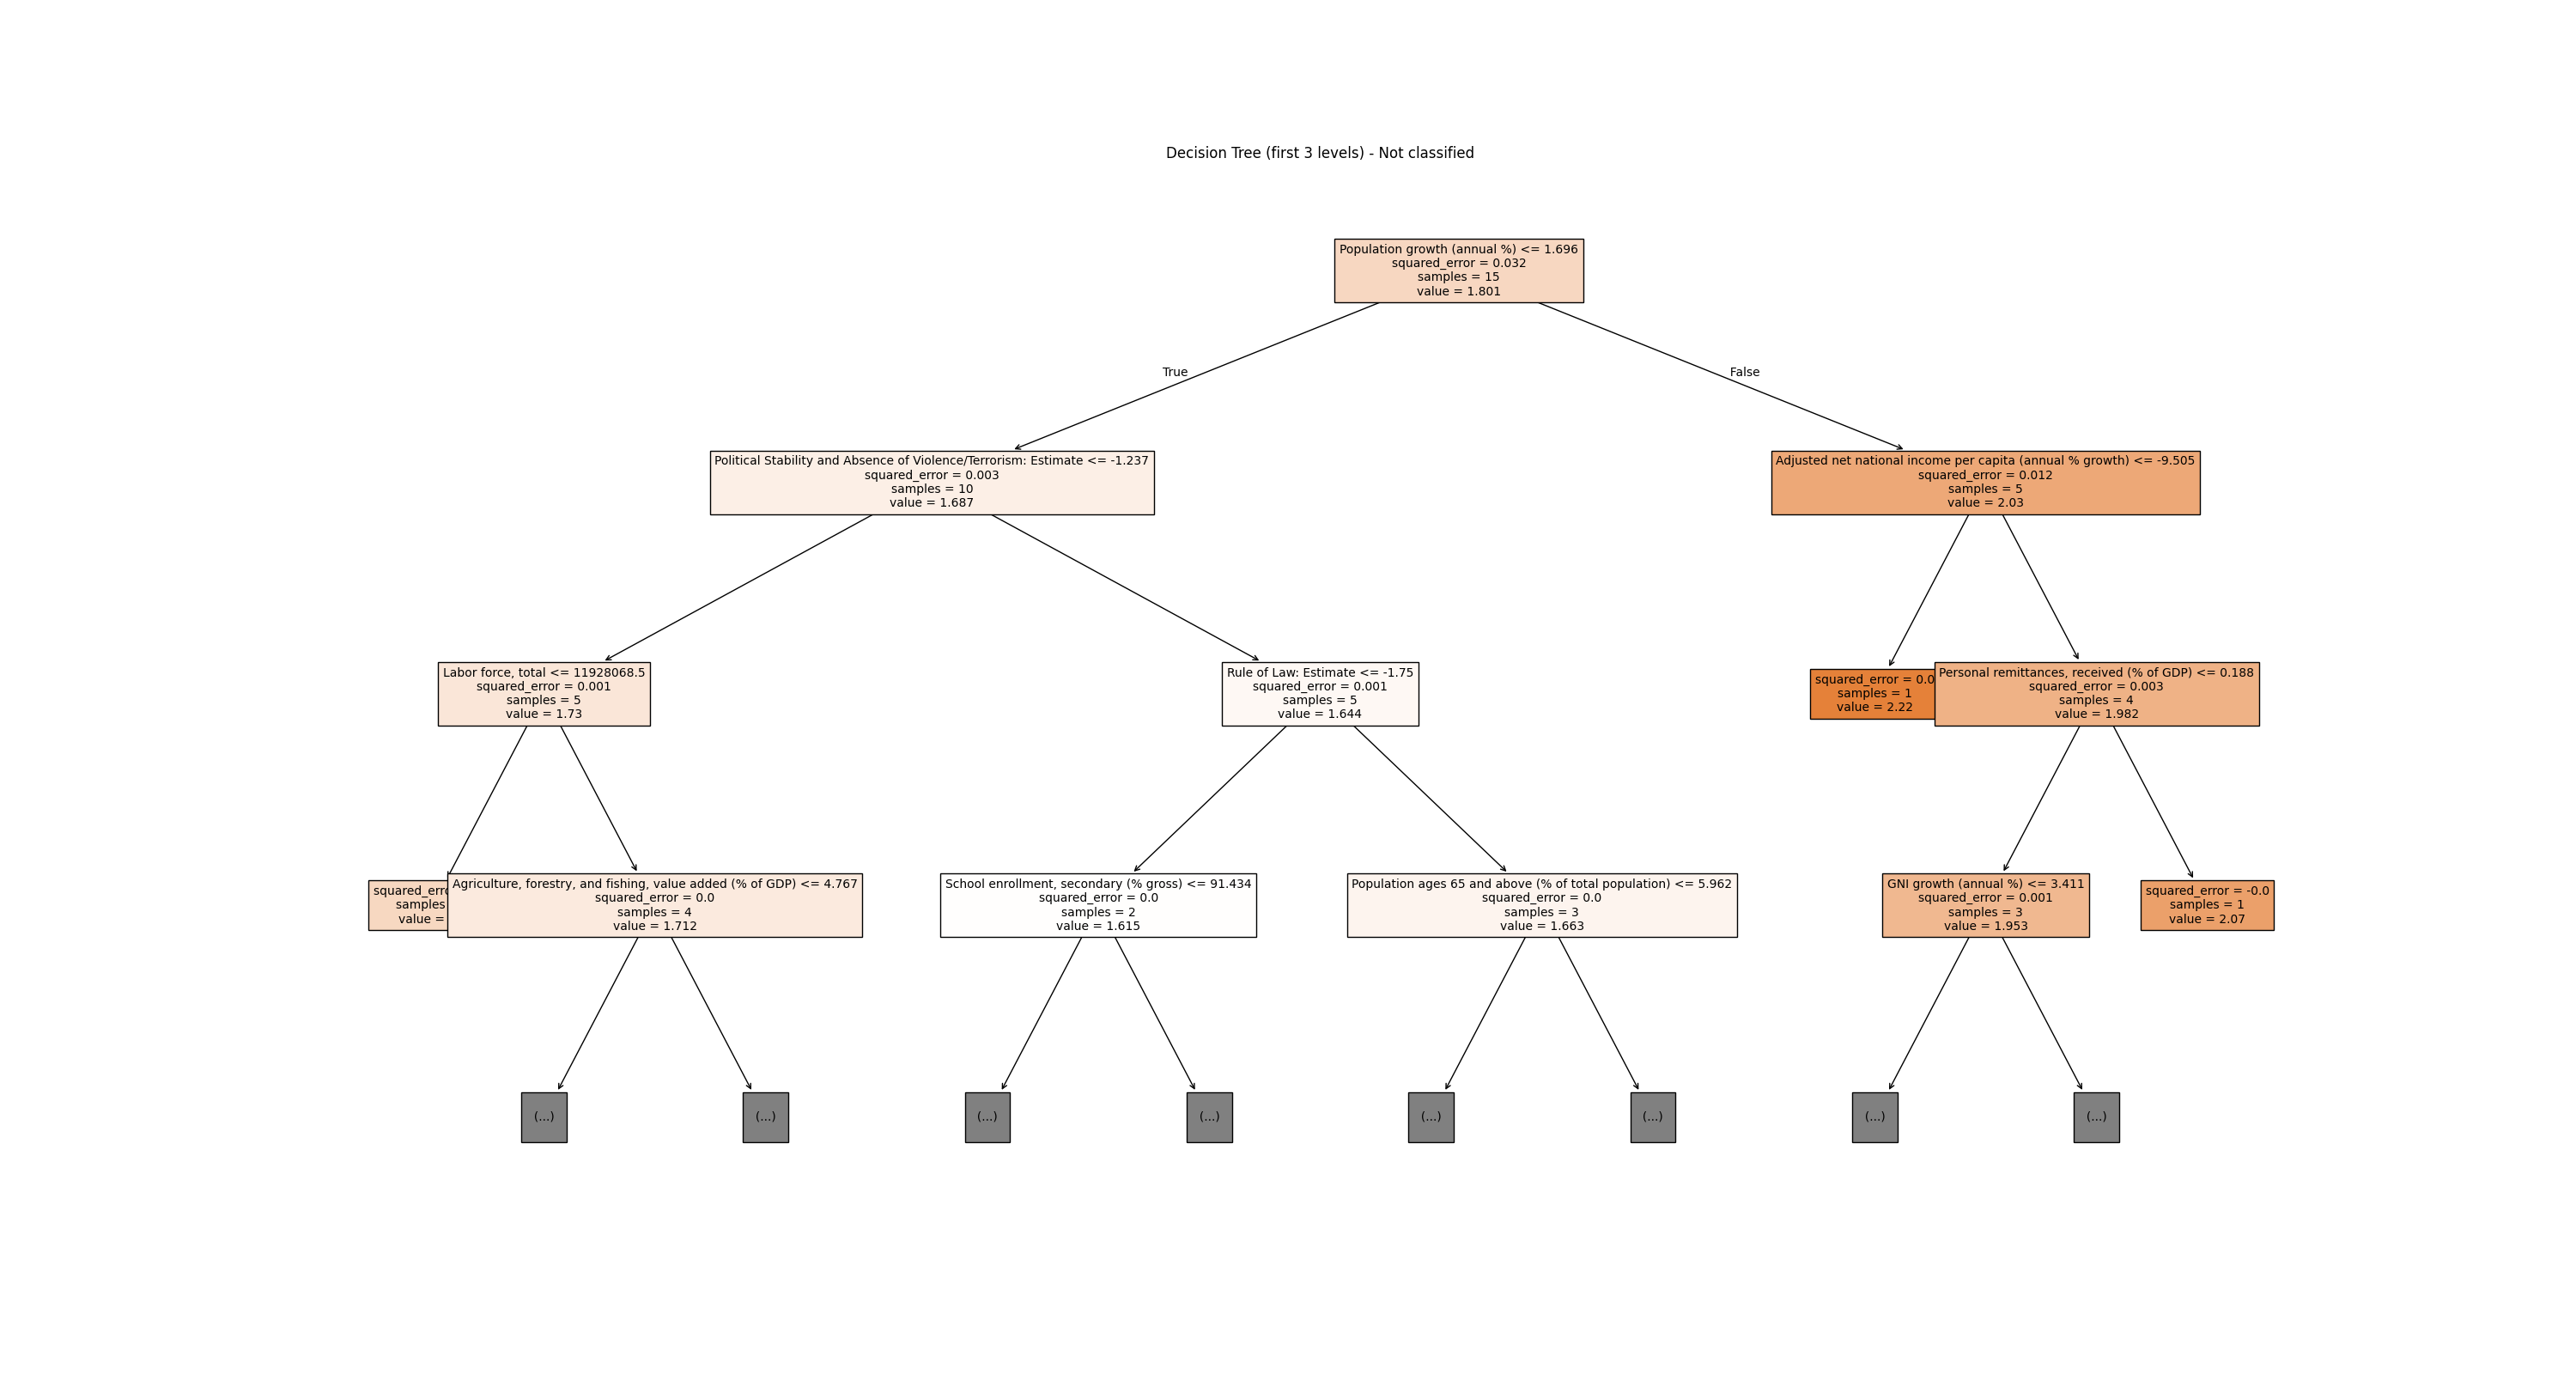 Decision Tree (first 3 levels) - Not classified
Population growth (annual %) <= 1.696
squared_error = 0.032
samples = 15
value = 1.801
True
False
Political Stability and Absence of Violence/Terrorism: Estimate <= -1.237
squared_error = 0.003
samples = 10
value = 1.687
Adjusted net national income per capita (annual % growth) <= -9.505
squared_error = 0.012
samples = 5
value = 2.03
Labor force, total <= 11928068.5
squared_error = 0.001
samples = 5
value = 1.73
Rule of Law: Estimate <= -1.75
squared_error = 0.001
samples = 5
value = 1.644
squared_error = 0.0
samples = 1
value = 2.22
Personal remittances, received (% of GDP) <= 0.188
squared_error = 0.003
samples = 4
value = 1.982
samples
value =
Agriculture, forestry, and fishing, value added (% of GDP) <= 4.767
squared_error = 0.0
samples = 4
value = 1.712
School enrollment, secondary (% gross) <= 91.434
squared_error = 0.0
samples = 2
value = 1.615
Population ages 65 and above (% of total population) <= 5.962
squared_error = 0.0
samples = 3
value = 1.663
GNI growth (annual %) <= 3.411
squared_error = 0.001
samples = 3
value = 1.953
squared_error = -0.0
samples = 1
value = 2.07
(...)
(...)
(...)
(...)
(...)
(...)
(...)
(...)